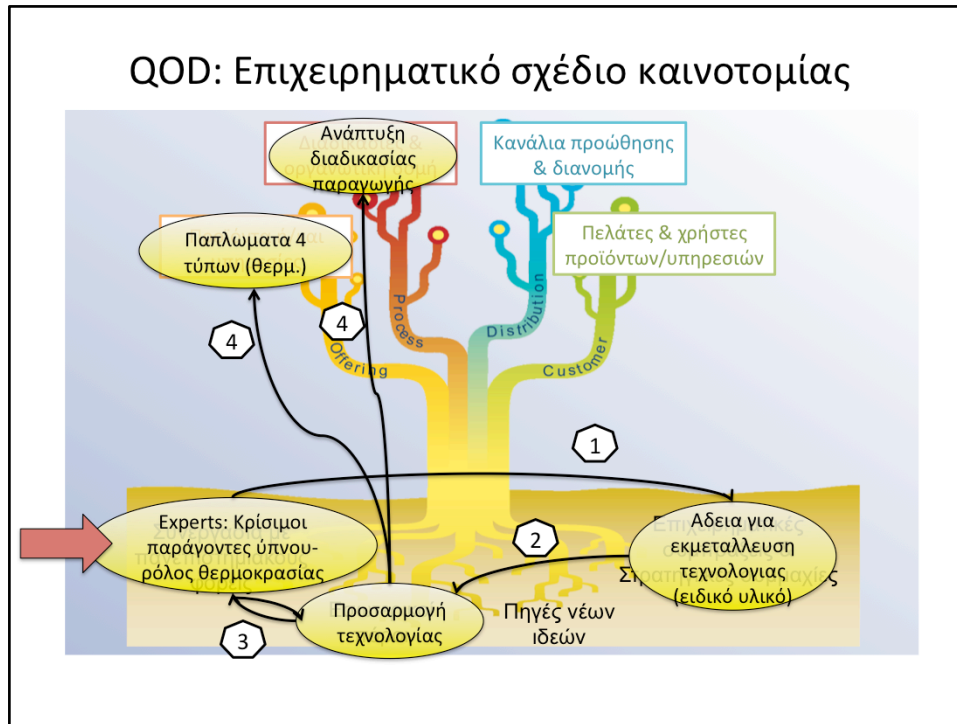 QOD: Επιχειρηματικό σχέδιο καινοτομίας
Ανάπτυξη
διαδικασίας
παραγωγής
Κανάλια προώθησης
& διανομής
Παπλωματα 4
τύπων (θερμ.)
Πελάτες & χρήστες
προϊόντων/υπηρεσιών
4
4
Offering
Process
Distribution
Customer
1
Experts: Κρίσιμοι
παράγοντες ύπνου-
ρόλος θερμοκρασίας
2
Αδεια για
εκμεταλλευση
τεχνολογιας
(ειδικό υλικό)
Προσαρμογή
τεχνολογίας
Πηγές νέων
ιδεών
3